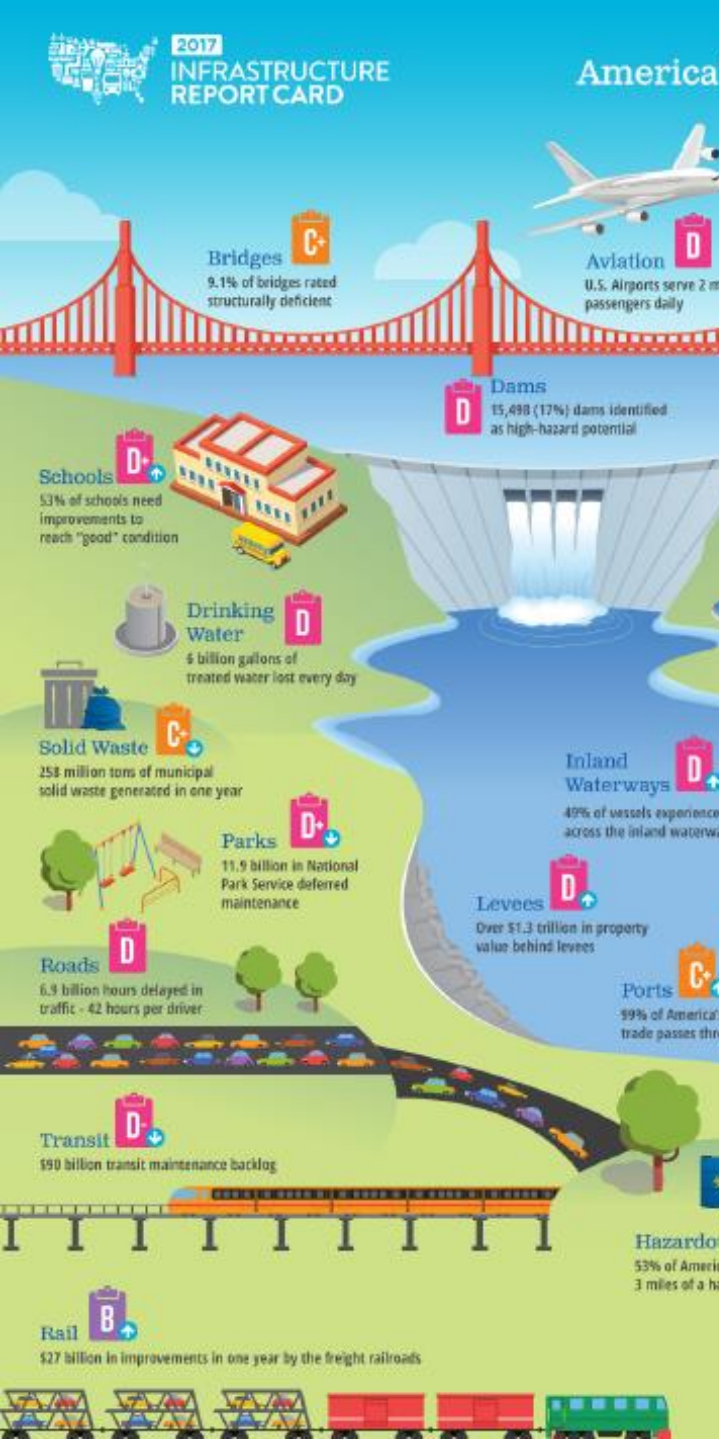 2017
INFRASTRUCTURE
REPORT CARD
America
Bridges C+
9.1% of bridges rated
structurally deficient
Aviation D
U.S. Airports serve 2 m
passengers daily
D Dams
15,498 (17%) dams identified
as high-hazard potential
Schools D+
53% of schools need
improvements to
reach "good" condition
Drinking
Water D
6 billion gallons of
treated water lost every day
Solid Waste C+
258 million tons of municipal
solid waste generated in one year
Inland
Waterways D
49% of vessels experience
across the inland waterwa
Parks D+
11.9 billion in National
Park Service deferred
maintenance
Levees D
Over $1.3 trillion in property
value behind levees
Roads D
6.9 billion hours delayed in
traffic - 42 hours per driver
Ports C+
99% of America's
trade passes thr
Transit D-
$90 billion transit maintenance backlog
Hazardo
53% of Ameri
3 miles of a ha
Rail B
$27 billion in improvements in one year by the freight railroads